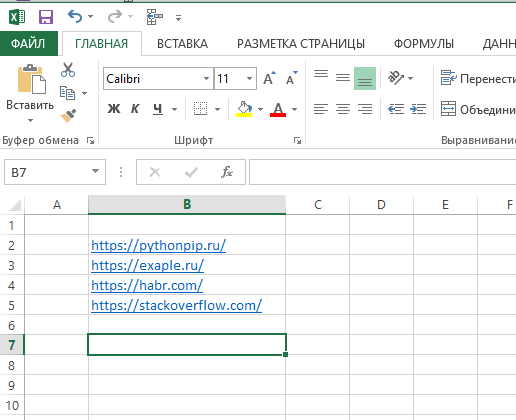 ФАЙЛ ГЛАВНАЯ ВСТАВКА РАЗМЕТКА СТРАНИЦЫ ФОРМУЛЫ ДАНН
Вставить
Calibri 11
Ж К Ч А
Перенести
Объедини
Буфер обмена Шрифт Выравнивание
B7 fx
A B C D E F
1
2 https://pythonpip.ru/
3 https://exaple.ru/
4 https://habr.com/
5 https://stackoverflow.com/
6
7
8
9
10